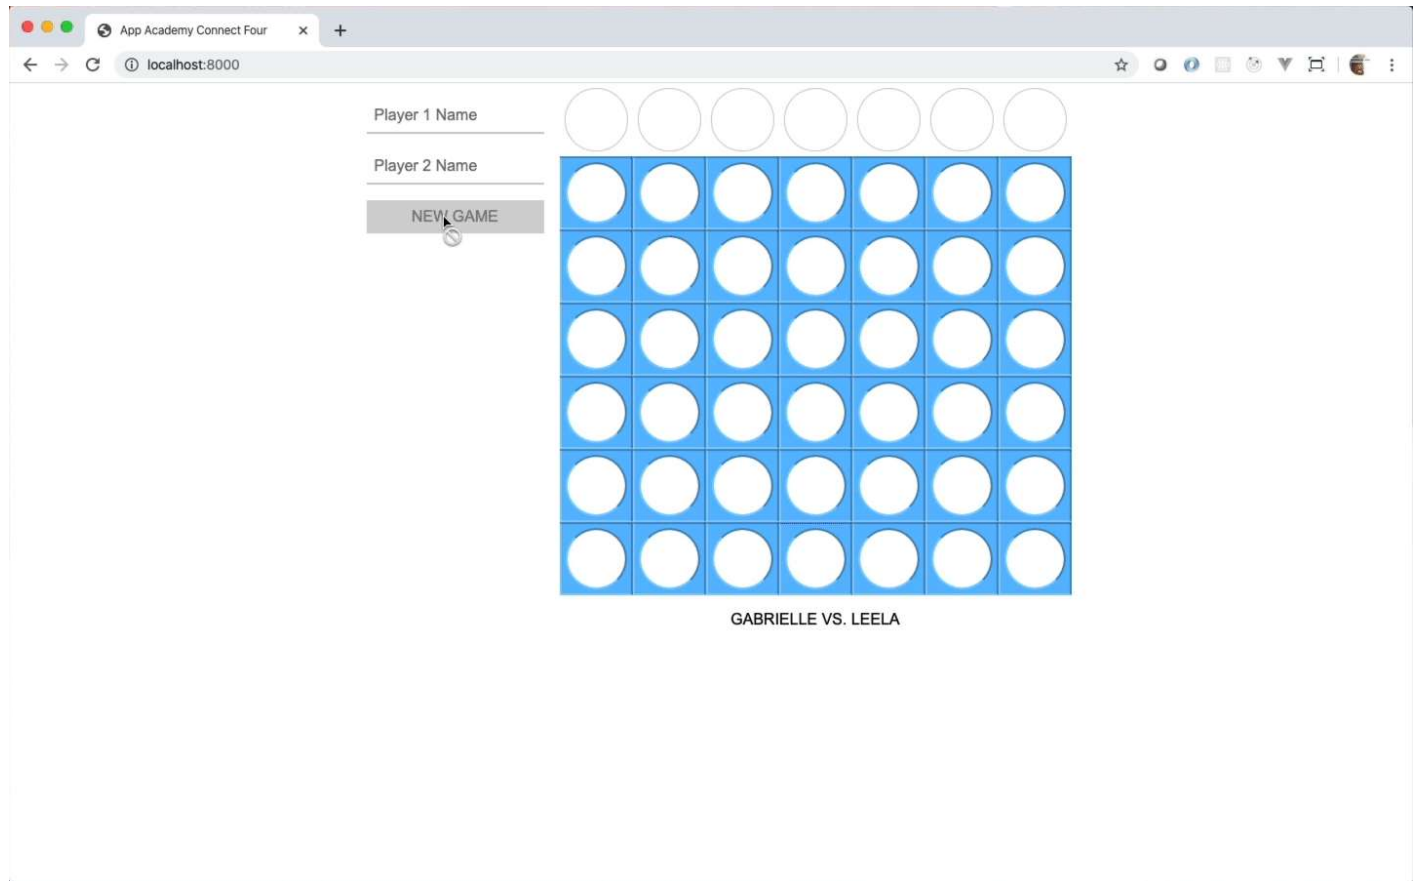 App Academy Connect Four
localhost:8000
Player 1 Name
Player 2 Name
NEW GAME
GABRIELLE VS. LEELA